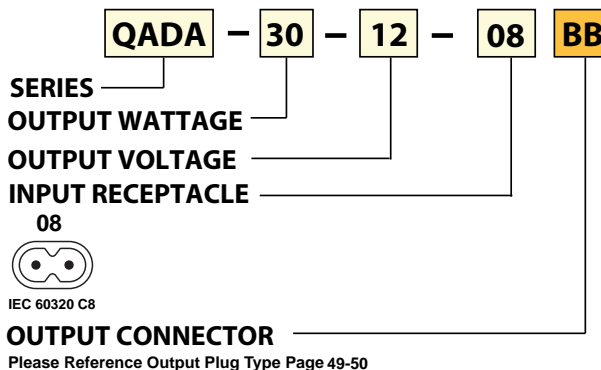 QADA – 30 – 12 – 08 BB
SERIES
OUTPUT WATTAGE
OUTPUT VOLTAGE
INPUT RECEPTACLE
08
IEC 60320 C8
OUTPUT CONNECTOR
Please Reference Output Plug Type Page 49-50